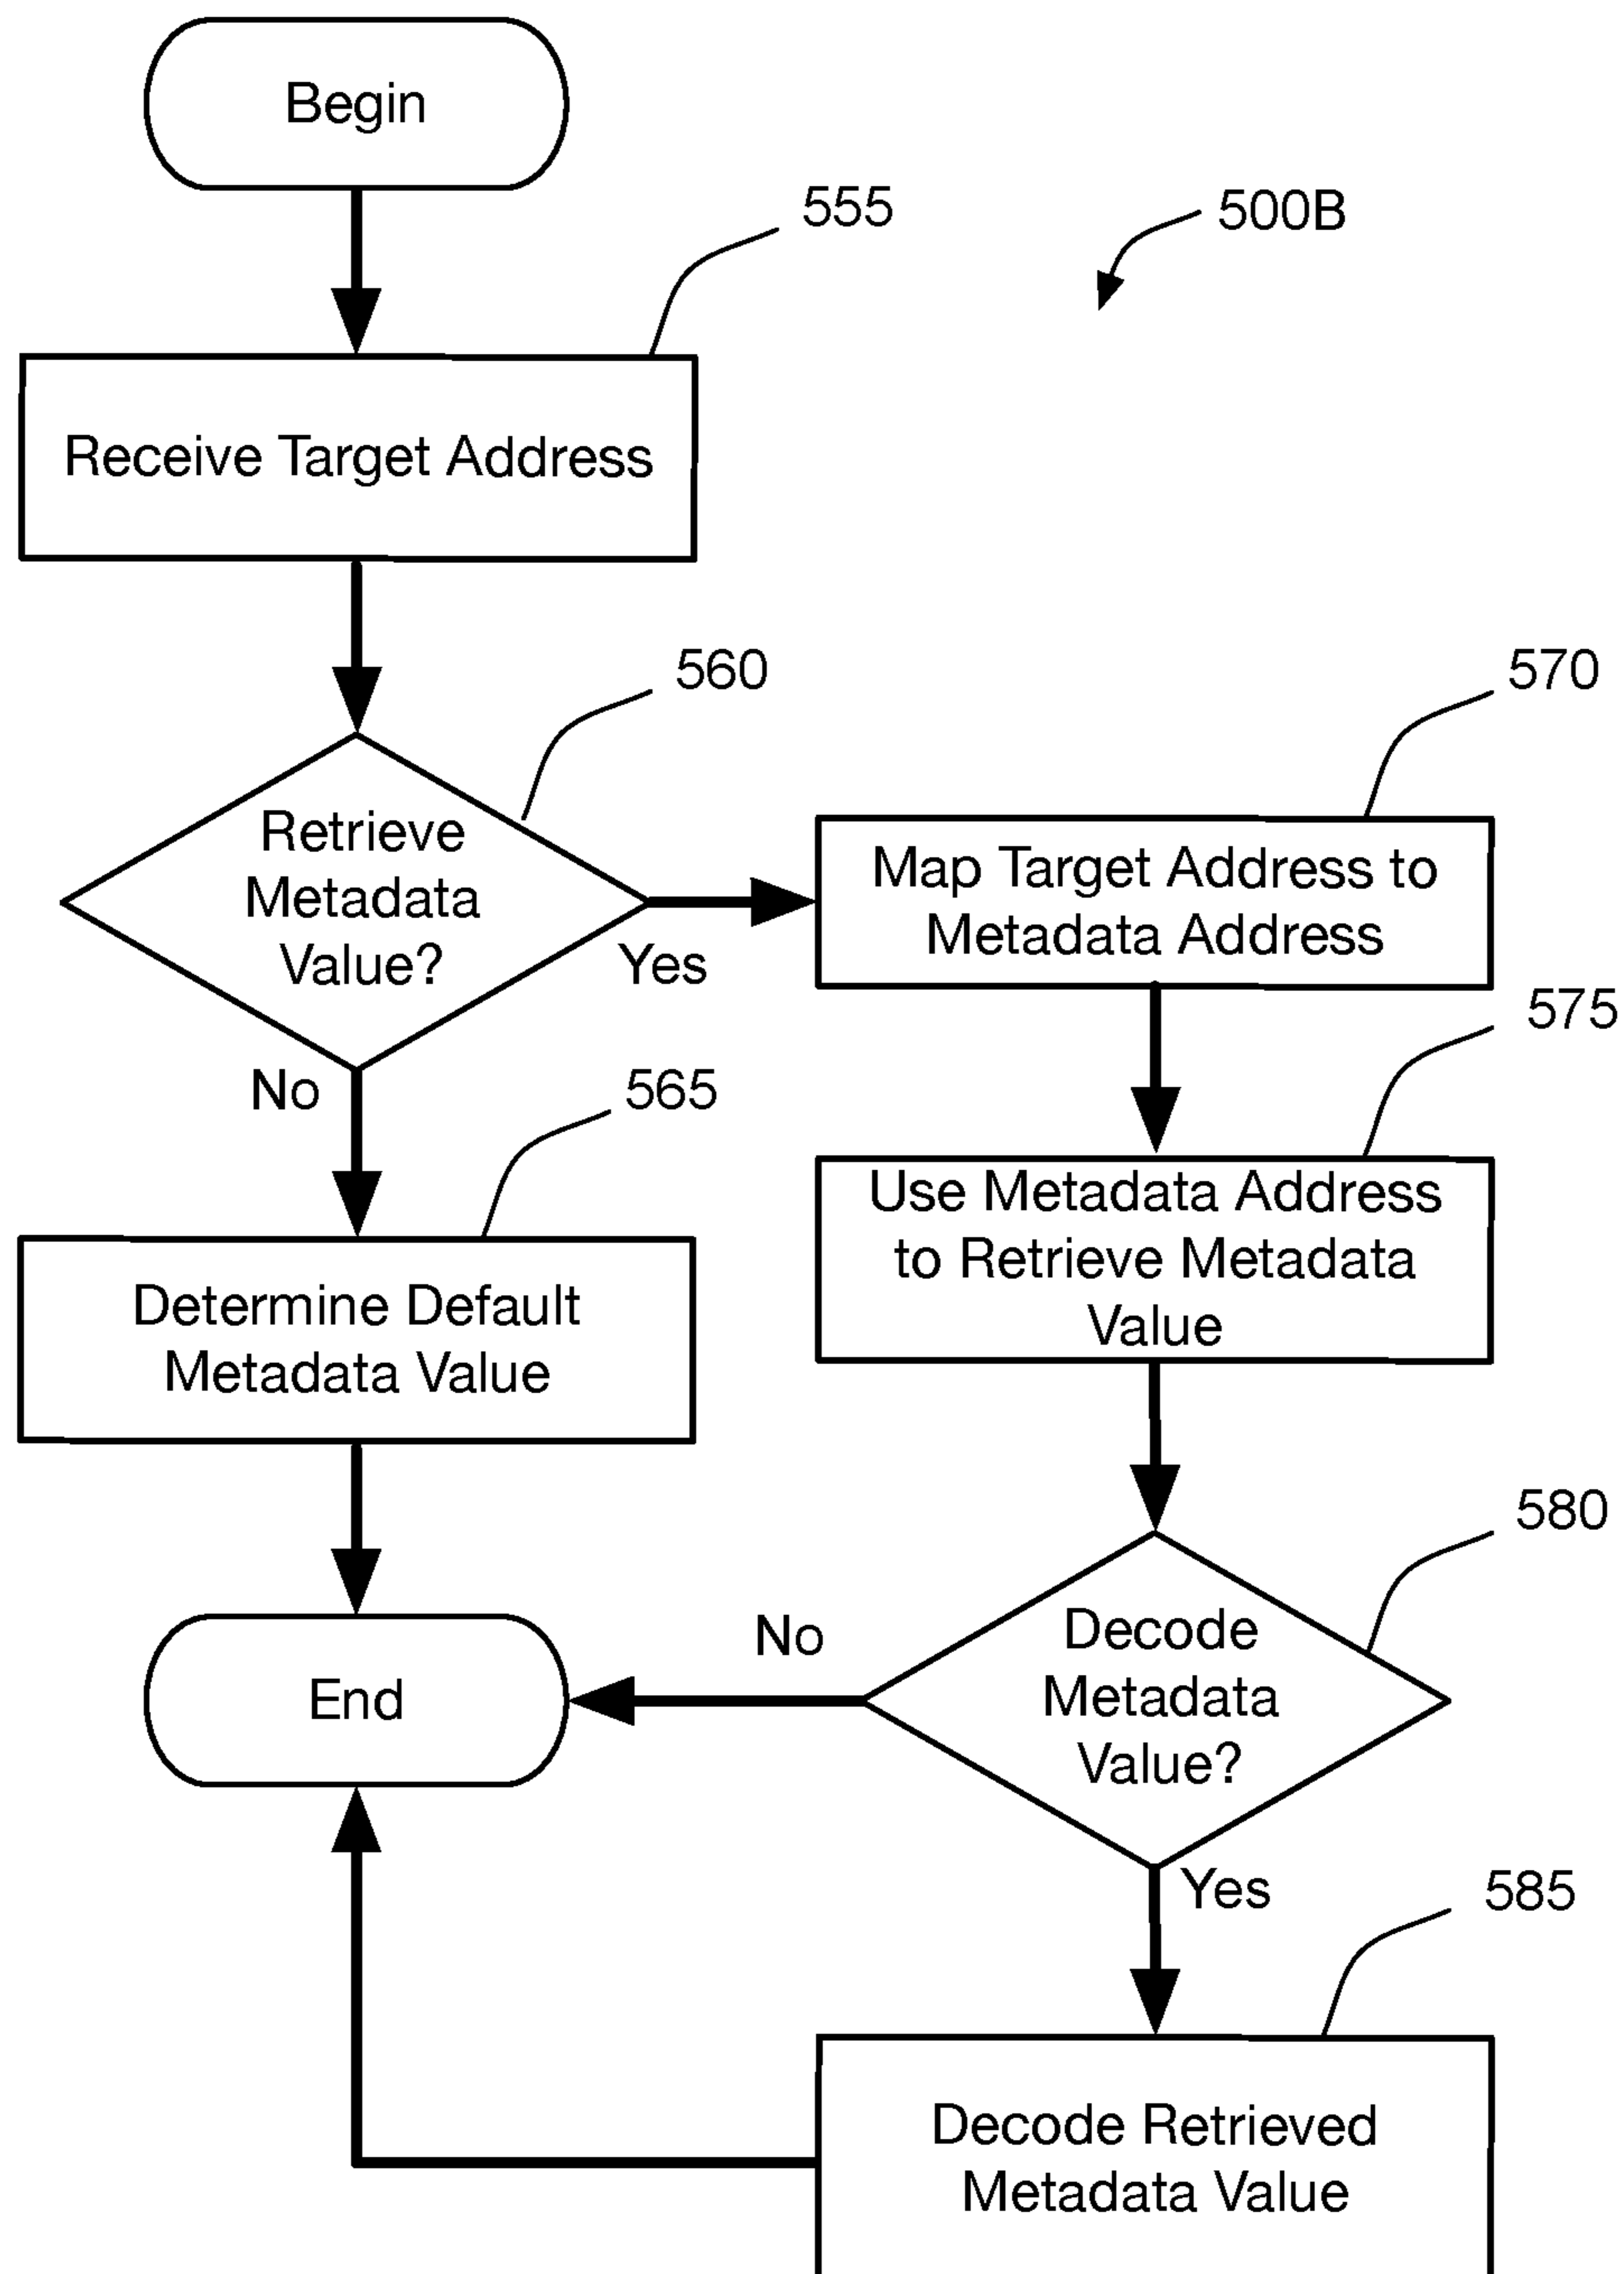 Begin
555
500B
Receive Target Address
560
570
Retrieve
Metadata
Value?
Yes
Map Target Address to
Metadata Address
575
No
565
Use Metadata Address
to Retrieve Metadata
Value
Determine Default
Metadata Value
580
No
Decode
Metadata
Value?
End
Yes
585
Decode Retrieved
Metadata Value